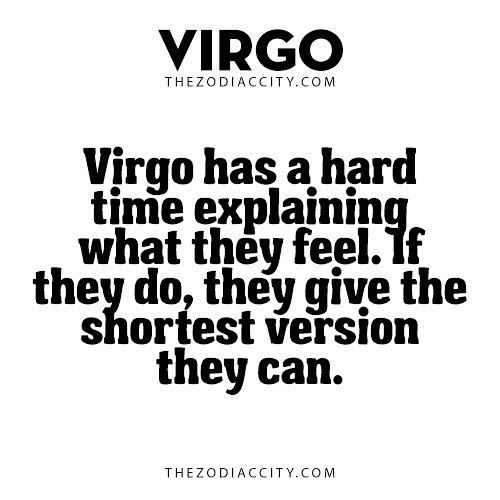 VIRGO
THEZODIACCITY.COM
Virgo has a hard
time explaining
what they feel. If
they do, they give the
shortest version
they can.
THEZODIACCITY.COM